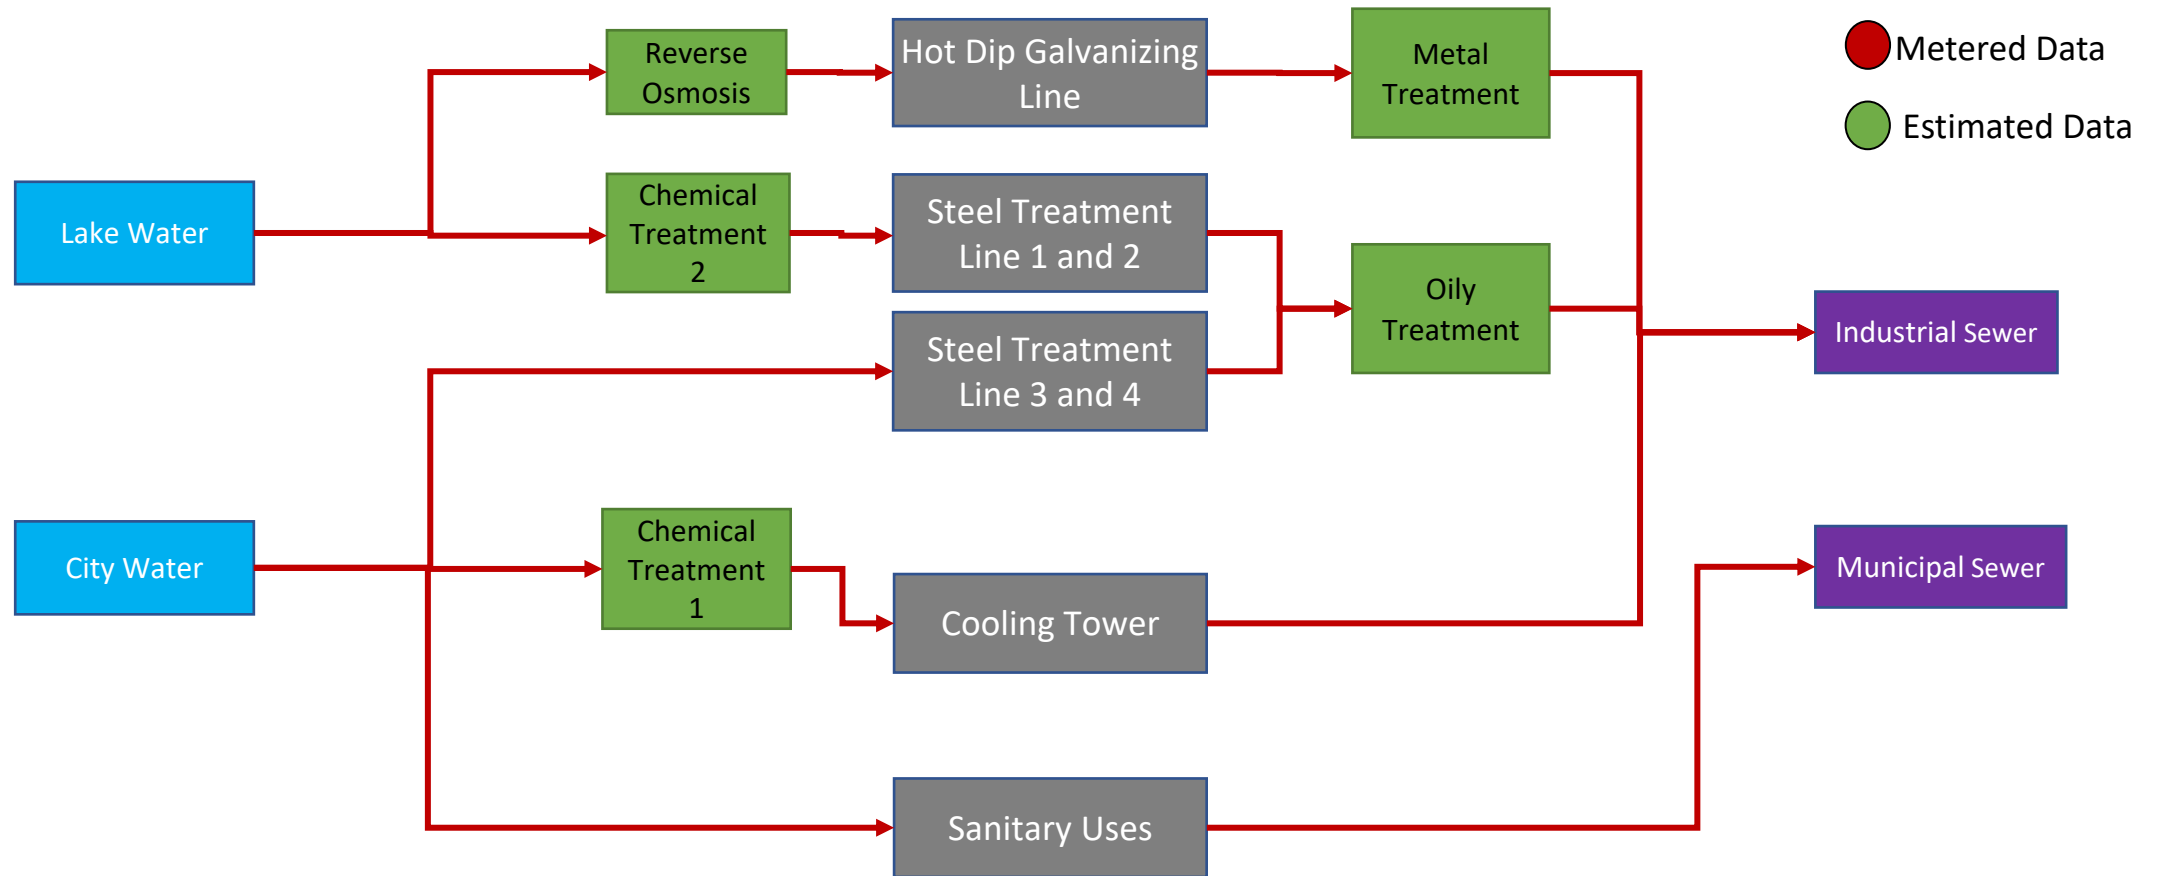 Reverse
Osmosis
Hot Dip Galvanizing
Line
Metal
Treatment
Metered Data
Estimated Data
Lake Water
Chemical
Treatment
2
Steel Treatment
Line 1 and 2
Oily
Treatment
Industrial Sewer
Steel Treatment
Line 3 and 4
City Water
Chemical
Treatment
1
Cooling Tower
Municipal Sewer
Sanitary Uses